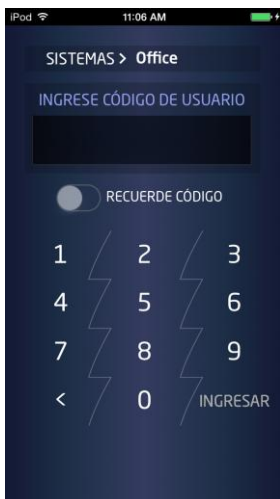 iPod 11:06 AM
SISTEMAS > Office
INGRESE CÓDIGO DE USUARIO
RECUERDE CÓDIGO
1 2 3
4 5 6
7 8 9
< 0 INGRESAR